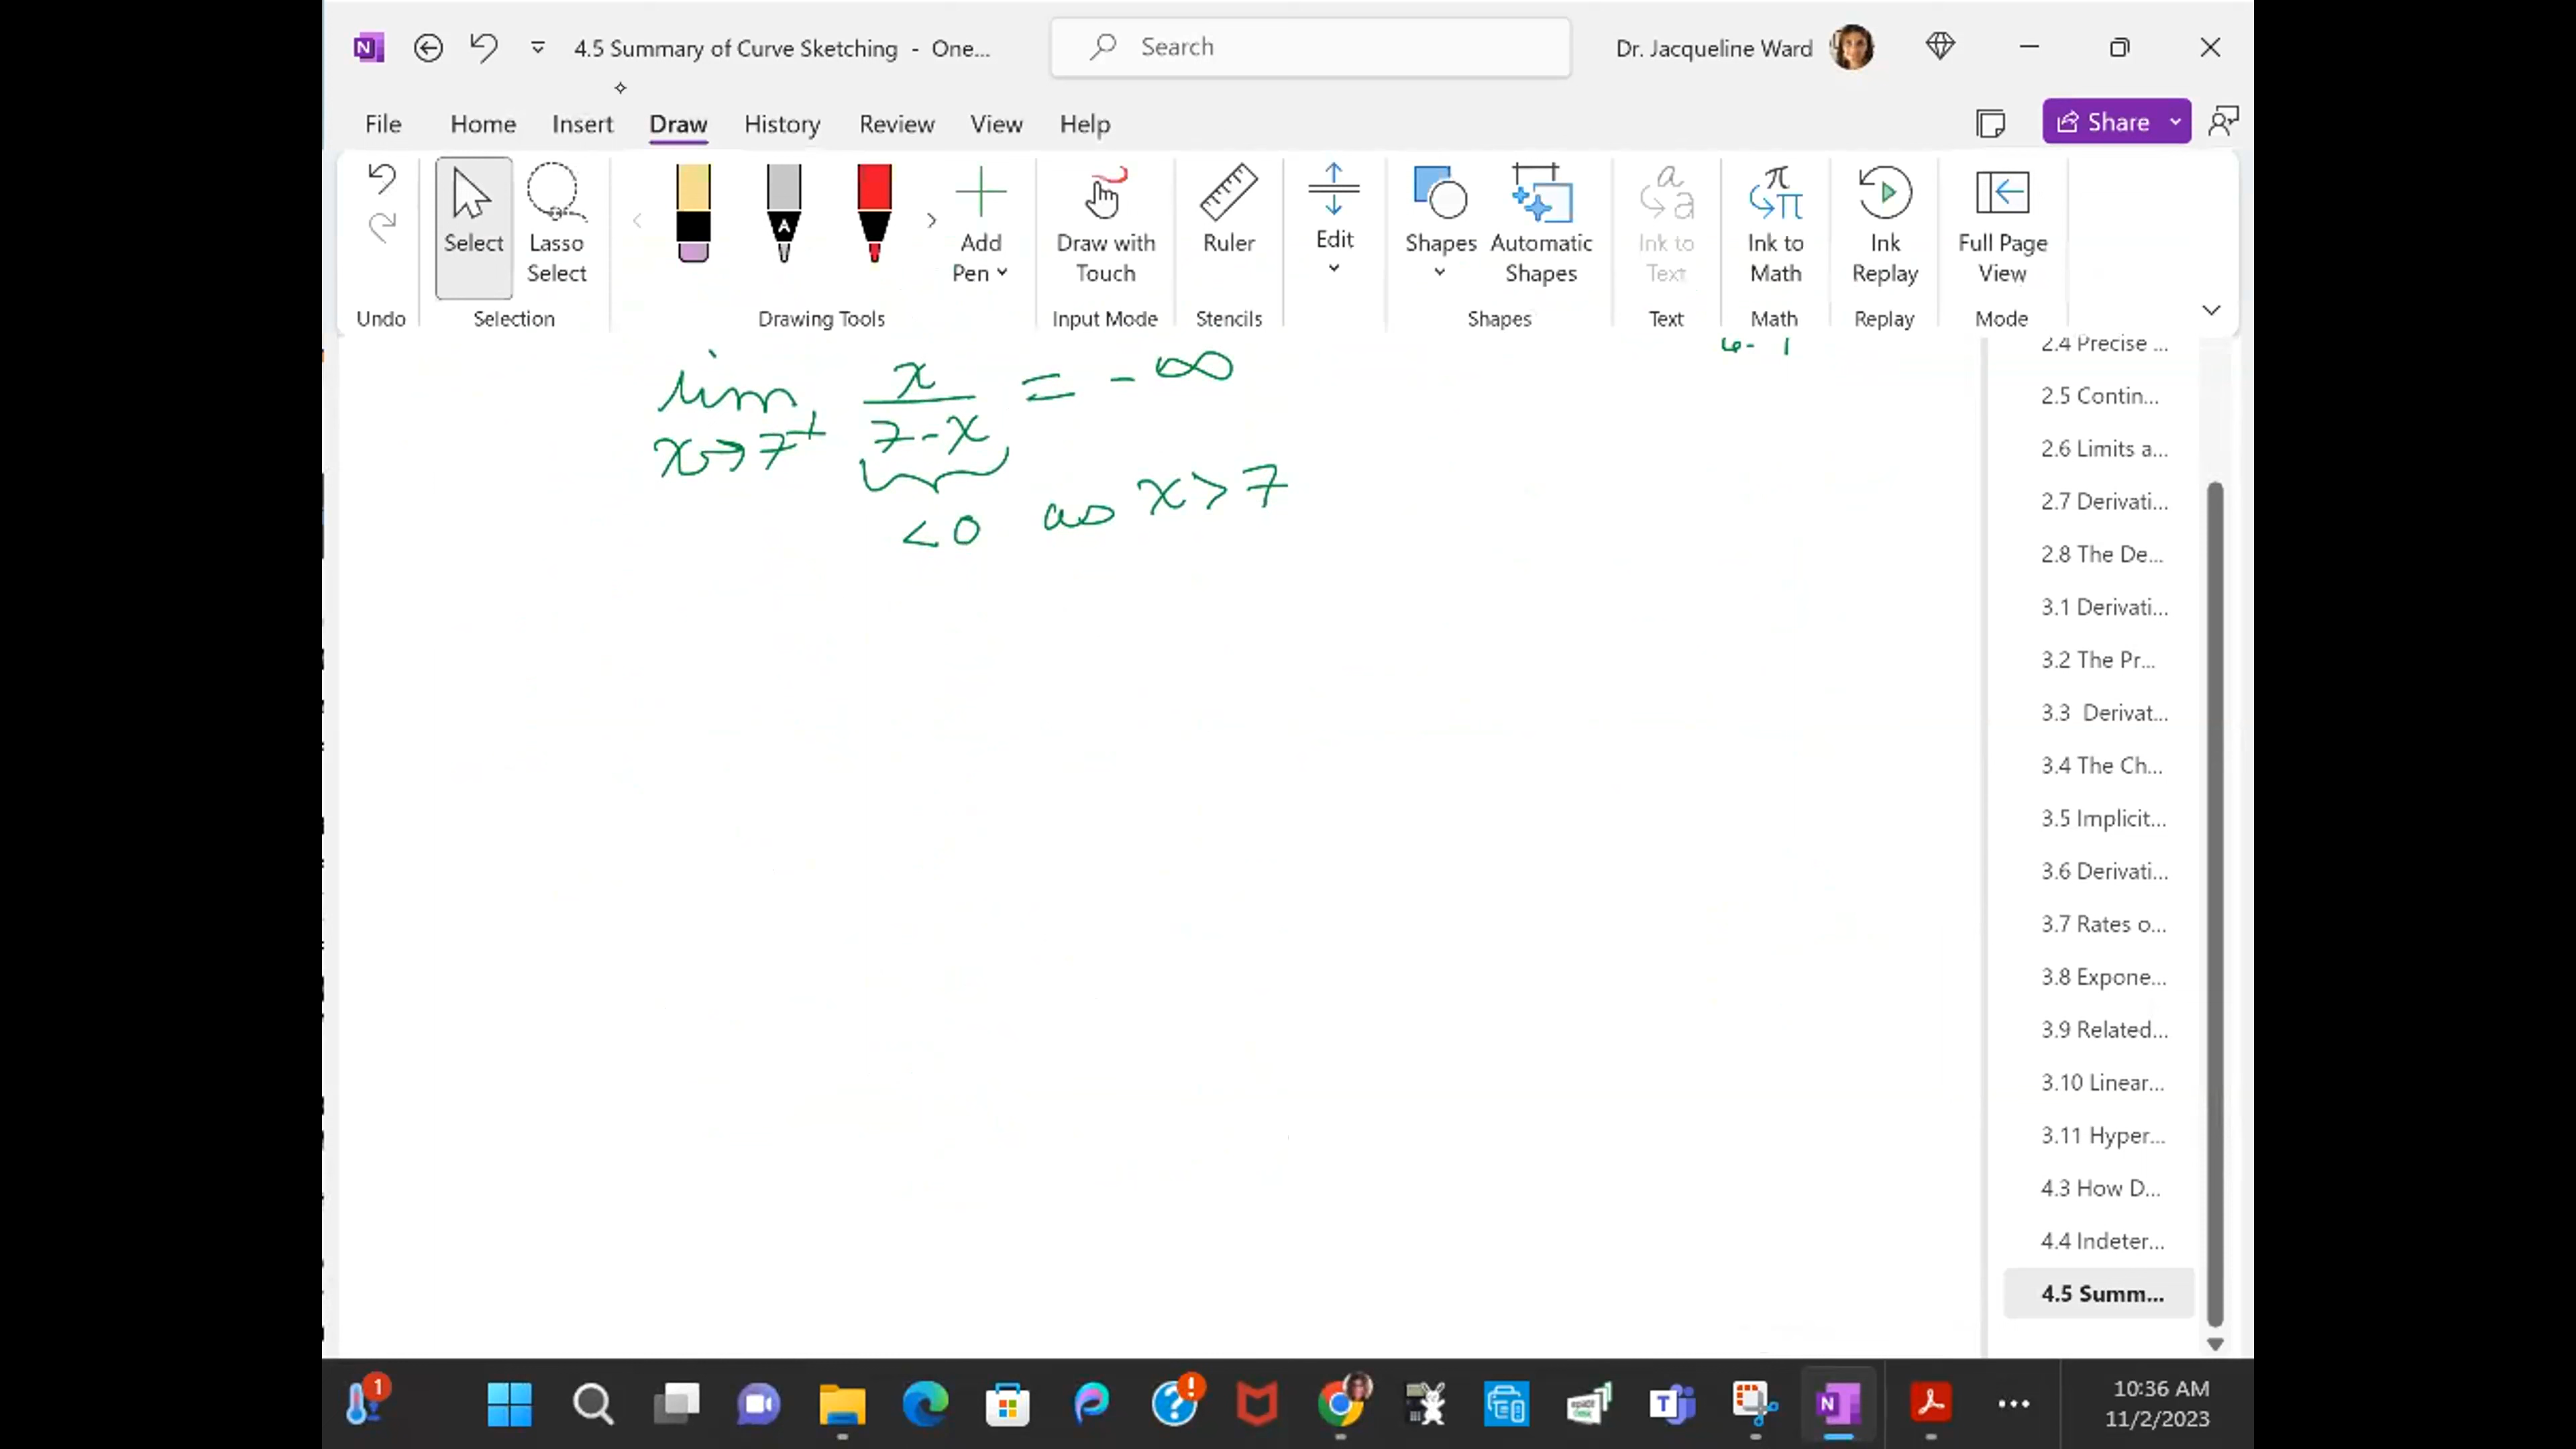 4.5 Summary of Curve Sketching - One...
Search
Dr. Jacqueline Ward
File Home Insert Draw History Review View Help
Share
Select
Lasso Select
Add Pen
Draw with Touch
Ruler
Edit
Shapes
Automatic Shapes
Ink to Text
Ink to Math
Ink Replay
Full Page View
Undo Selection Drawing Tools Input Mode Stencils Shapes Text Math Replay Mode
lim x→7⁺ x/(7-x) = -∞
<0 as x>7
2.4 Precise ...
2.5 Contin...
2.6 Limits a...
2.7 Derivati...
2.8 The De...
3.1 Derivati...
3.2 The Pr...
3.3 Derivat...
3.4 The Ch...
3.5 Implicit...
3.6 Derivati...
3.7 Rates o...
3.8 Expone...
3.9 Related...
3.10 Linear...
3.11 Hyper...
4.3 How D...
4.4 Indeter...
4.5 Summ...
1
10:36 AM
11/2/2023